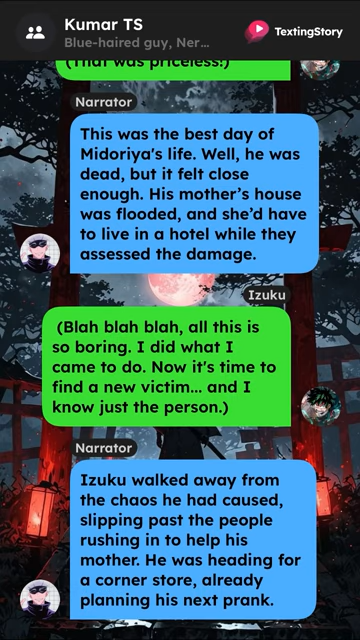 Kumar TS
Blue-haired guy, Ner...
TextingStory
(That was priceless!)
Narrator
This was the best day of
Midoriya's life. Well, he was
dead, but it felt close
enough. His mother’s house
was flooded, and she’d have
to live in a hotel while they
assessed the damage.
Izuku
(Blah blah blah, all this is
so boring. I did what I
came to do. Now it's time to
find a new victim... and I
know just the person.)
Narrator
Izuku walked away from
the chaos he had caused,
slipping past the people
rushing in to help his
mother. He was heading for
a corner store, already
planning his next prank.